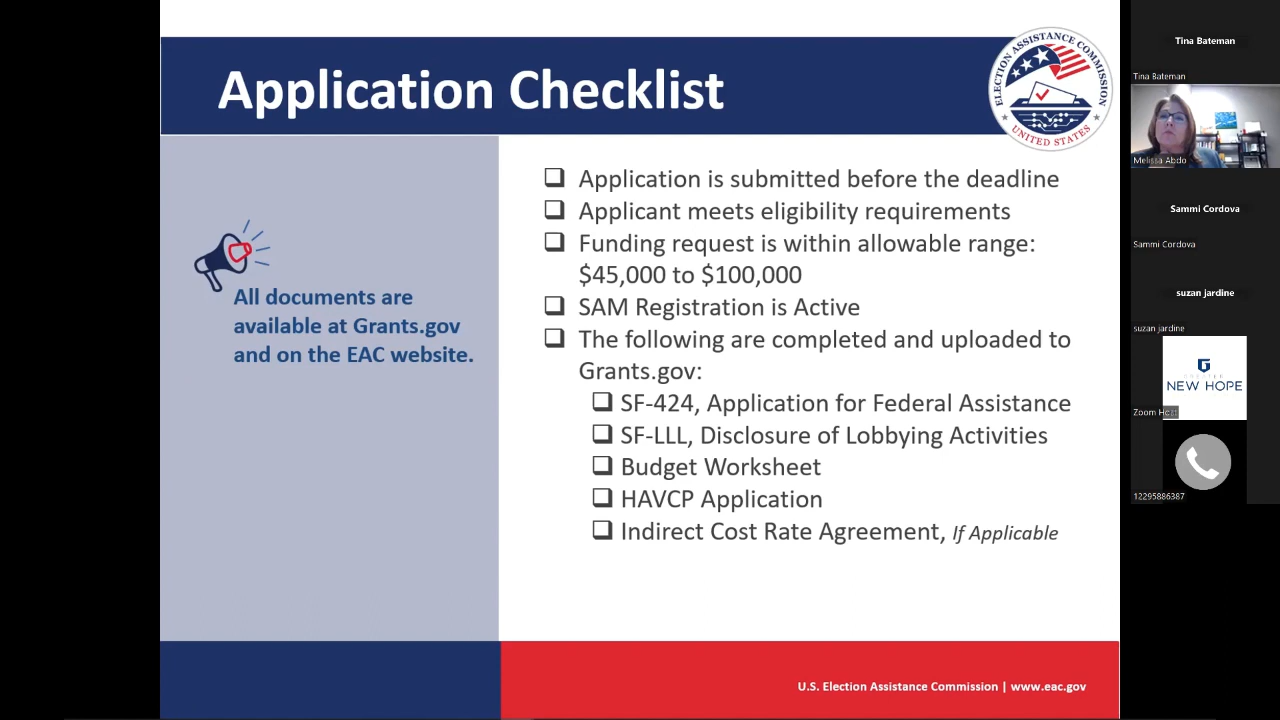 Application Checklist
ELECTION ASSISTANCE COMMISSION
UNITED STATES
All documents are
available at Grants.gov
and on the EAC website.
Application is submitted before the deadline
Applicant meets eligibility requirements
Funding request is within allowable range:
$45,000 to $100,000
SAM Registration is Active
The following are completed and uploaded to
Grants.gov:
SF-424, Application for Federal Assistance
SF-LLL, Disclosure of Lobbying Activities
Budget Worksheet
HAVCP Application
Indirect Cost Rate Agreement, If Applicable
U.S. Election Assistance Commission | www.eac.gov
Tina Bateman
Tina Bateman
Melissa Abdo
Sammi Cordova
Sammi Cordova
suzan jardine
suzan jardine
NEW HOPE
Zoom Host
12295886387